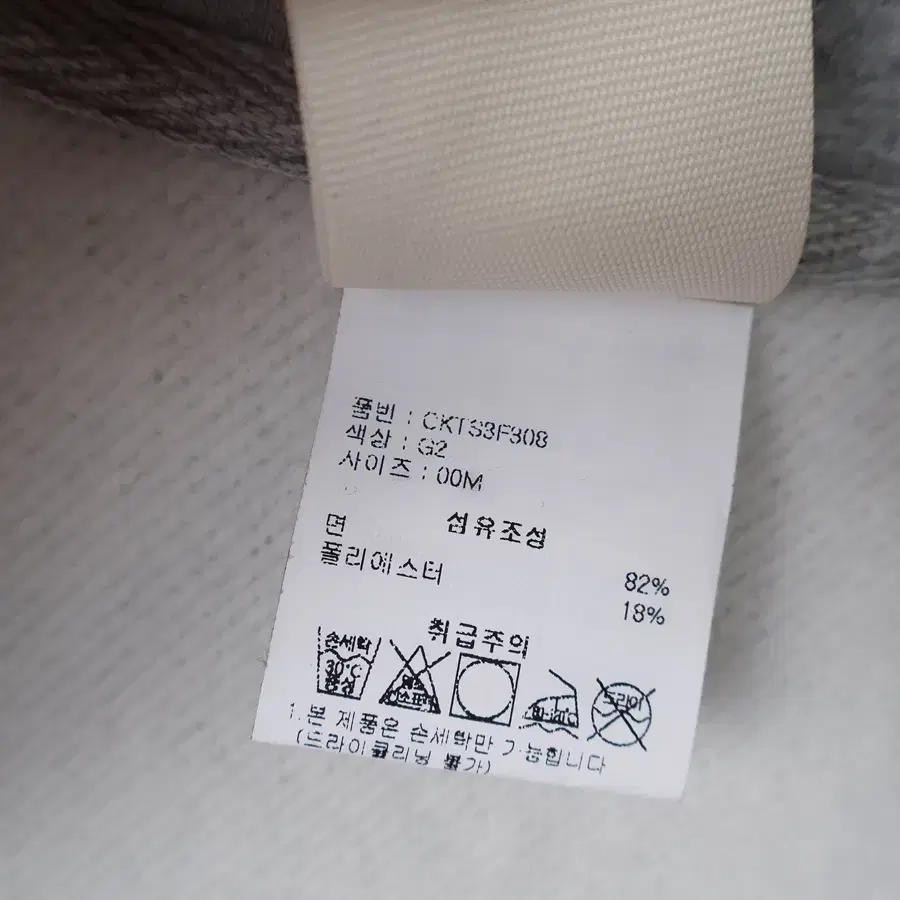 품번 : CKTS3F308
색상 : G2
사이즈 : 00M
섬유조성
면 82%
폴리에스터 18%
취급주의
손세탁
30℃
중성
드라이
1. 본 제품은 손세탁만 가능합니다
(드라이클리닝 불가)